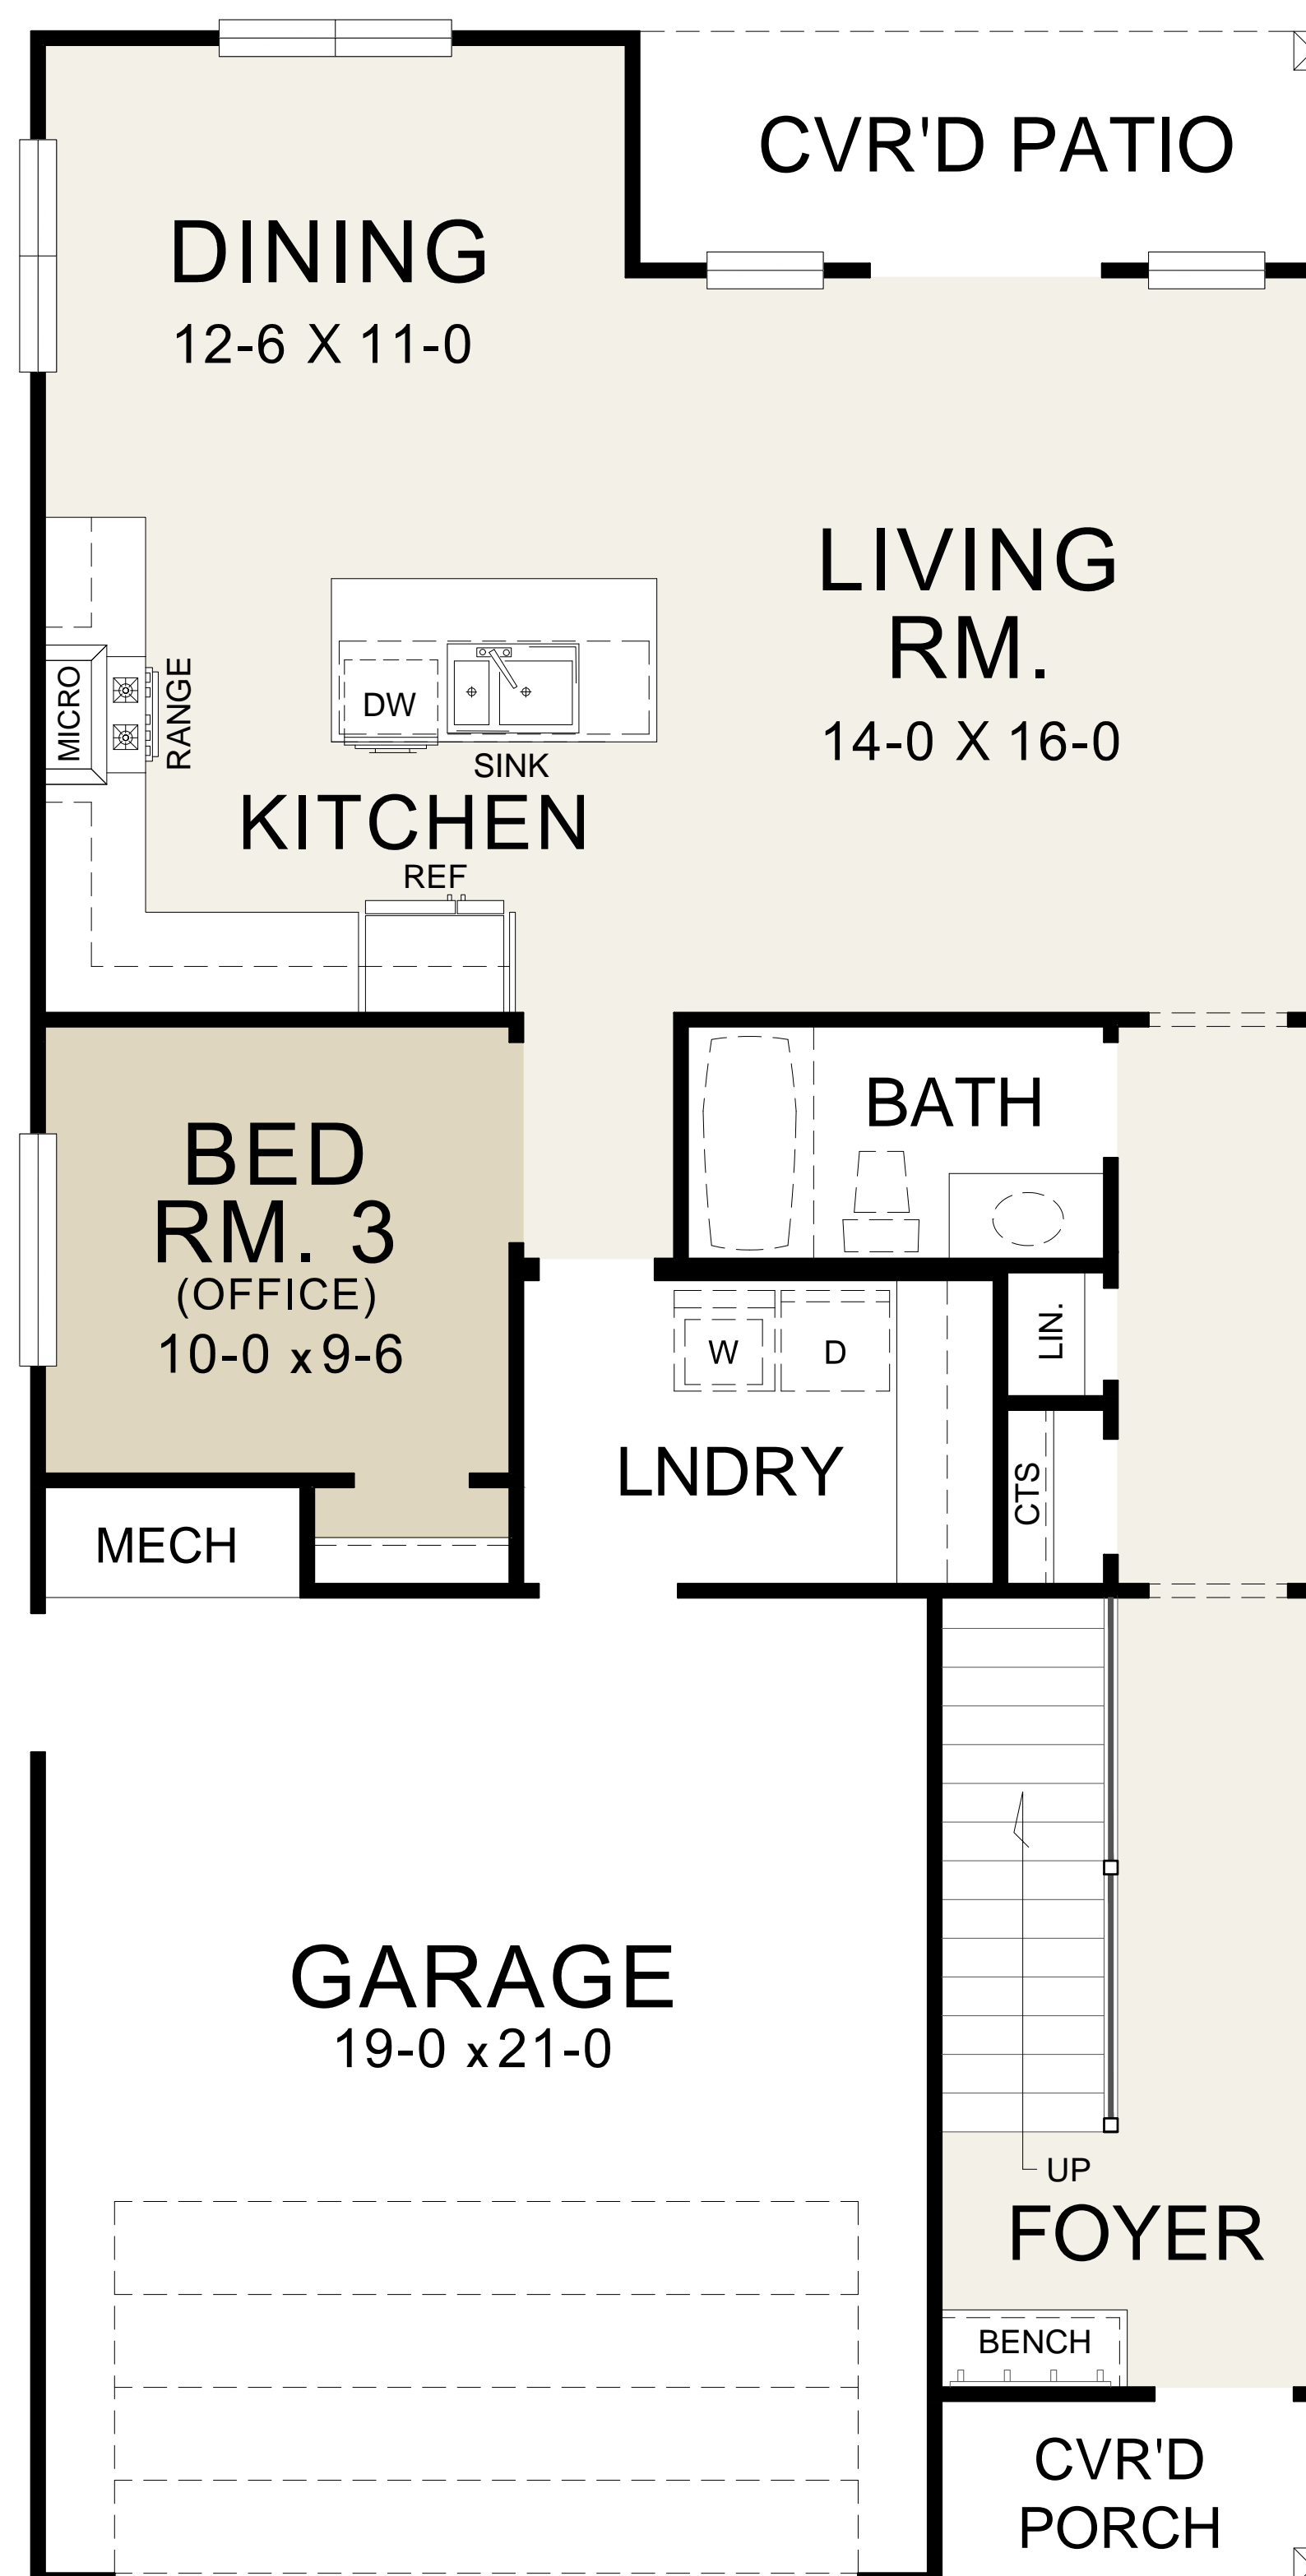 CVR'D PATIO
DINING
12-6 X 11-0
LIVING
RM.
14-0 X 16-0
MICRO
RANGE
DW
SINK
KITCHEN
REF
BATH
BED
RM. 3
(OFFICE)
10-0 x 9-6
W
D
LIN.
LNDRY
CTS
MECH
GARAGE
19-0 x 21-0
UP
FOYER
BENCH
CVR'D
PORCH